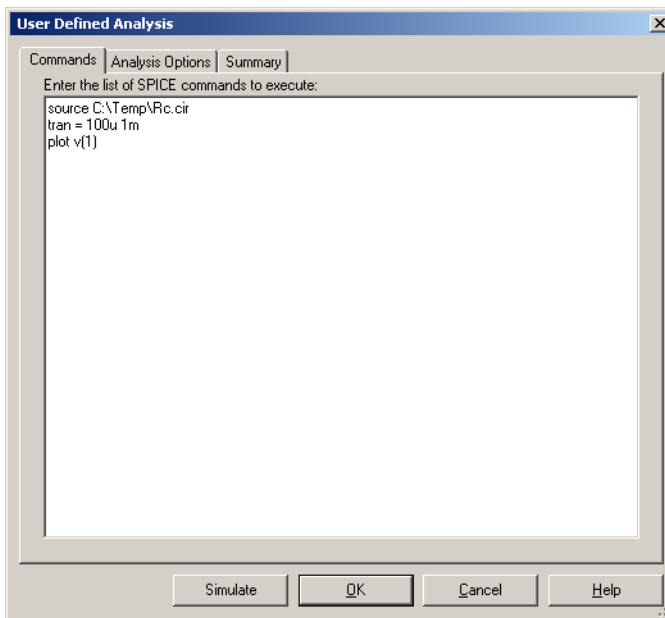 User Defined Analysis
Commands Analysis Options Summary
Enter the list of SPICE commands to execute:
source C:\Temp\Rc.cir
tran = 100u 1m
plot v(1)
Simulate OK Cancel Help